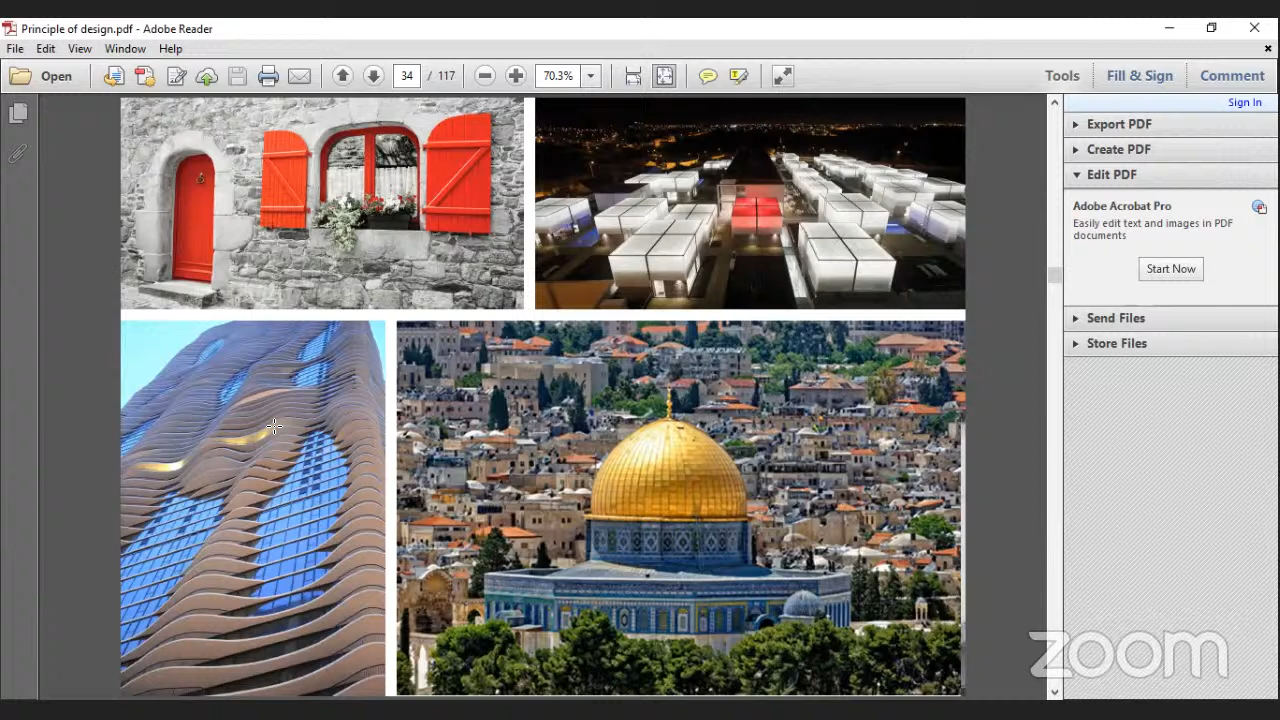 Principle of design.pdf - Adobe Reader
File Edit View Window Help
Open 34 / 117 70.3% Tools Fill & Sign Comment
Sign In
Export PDF
Create PDF
Edit PDF
Adobe Acrobat Pro
Easily edit text and images in PDF
documents
Start Now
Send Files
Store Files
zoom